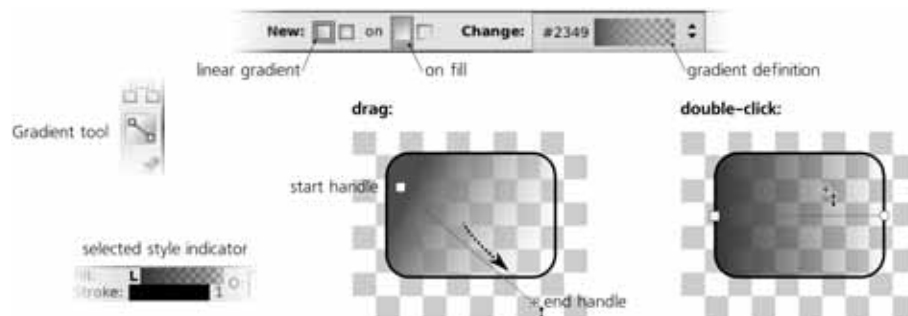 New: on Change: #2349
linear gradient on fill gradient definition
drag: double-click:
Gradient tool
start handle
selected style indicator
L
Stroke: 1
end handle